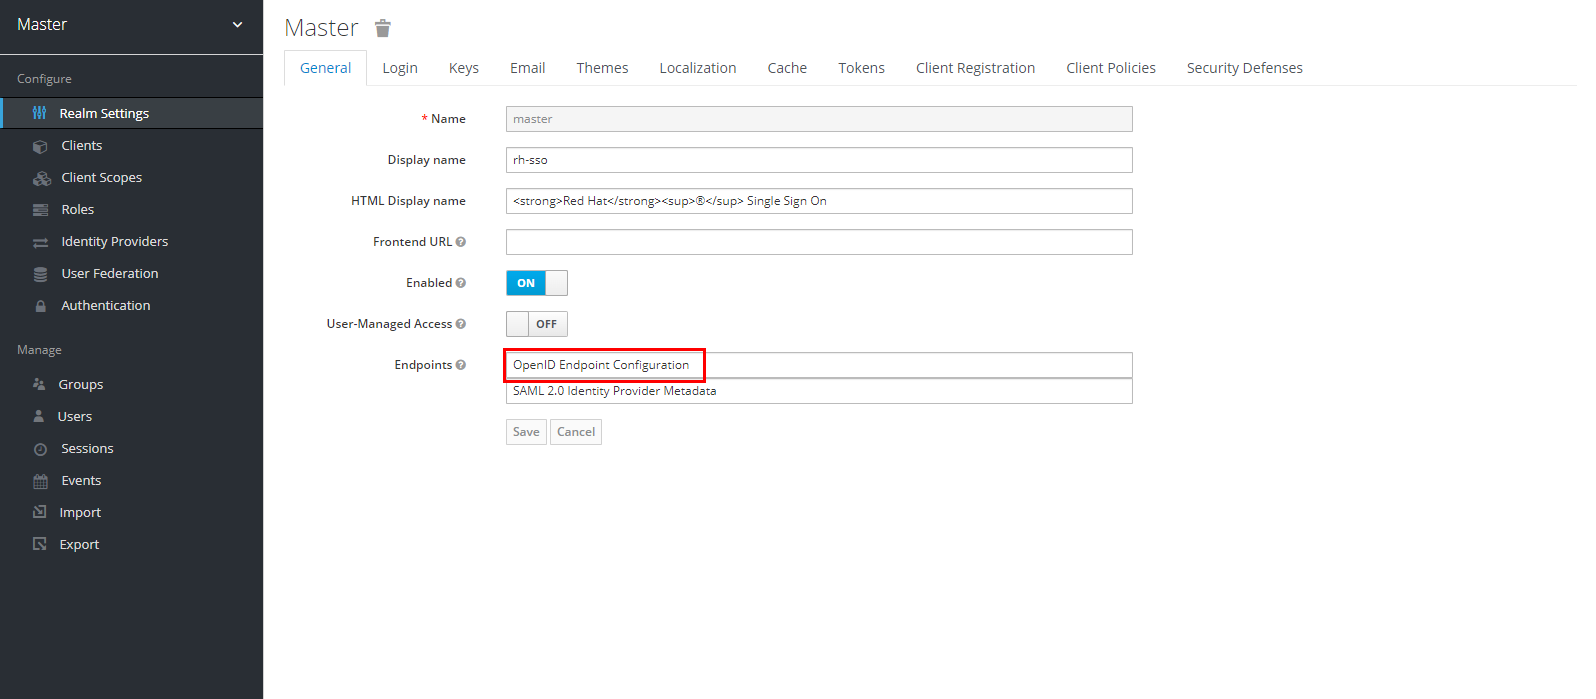 Master
Configure
Realm Settings
Clients
Client Scopes
Roles
Identity Providers
User Federation
Authentication
Manage
Groups
Users
Sessions
Events
Import
Export
Master
General Login Keys Email Themes Localization Cache Tokens Client Registration Client Policies Security Defenses
* Name master
Display name rh-sso
HTML Display name <strong>Red Hat</strong><sup>®</sup> Single Sign On
Frontend URL
Enabled ON
User-Managed Access OFF
Endpoints OpenID Endpoint Configuration
SAML 2.0 Identity Provider Metadata
Save Cancel